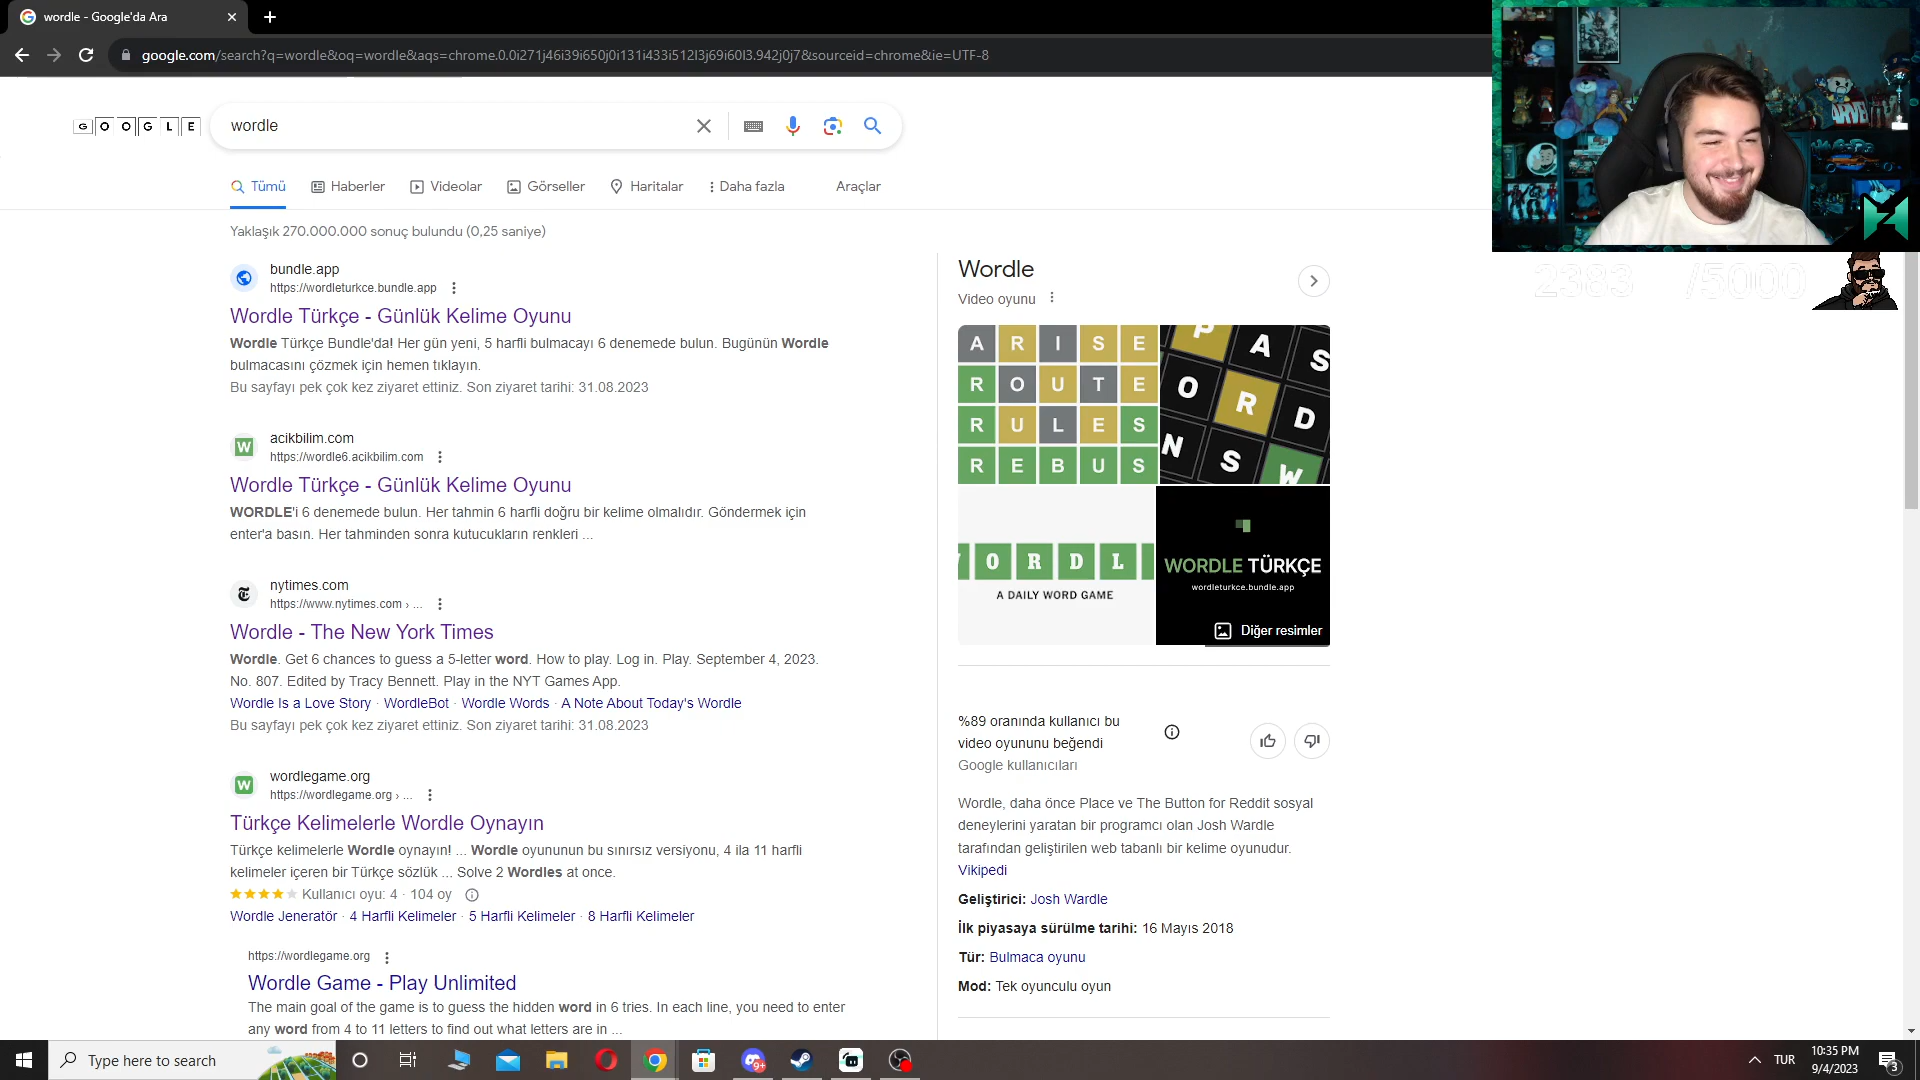 wordle - Google'da Ara
google.com/search?q=wordle&oq=wordle&aqs=chrome.0.0i271j46i39i650j0i131i433i512l3j69i60l3.942j0j7&sourceid=chrome&ie=UTF-8
GOOGLE
wordle
Tümü Haberler Videolar Görseller Haritalar Daha fazla Araçlar
Yaklaşık 270.000.000 sonuç bulundu (0,25 saniye)
bundle.app
https://wordleturkce.bundle.app
Wordle Türkçe - Günlük Kelime Oyunu
Wordle Türkçe Bundle'da! Her gün yeni, 5 harfli bulmacayı 6 denemede bulun. Bugünün Wordle
bulmacasını çözmek için hemen tıklayın.
Bu sayfayı pek çok kez ziyaret ettiniz. Son ziyaret tarihi: 31.08.2023
acikbilim.com
https://wordle6.acikbilim.com
Wordle Türkçe - Günlük Kelime Oyunu
WORDLE'i 6 denemede bulun. Her tahmin 6 harfli doğru bir kelime olmalıdır. Göndermek için
enter'a basın. Her tahminden sonra kutucukların renkleri ...
nytimes.com
https://www.nytimes.com › ...
Wordle - The New York Times
Wordle. Get 6 chances to guess a 5-letter word. How to play. Log in. Play. September 4, 2023.
No. 807. Edited by Tracy Bennett. Play in the NYT Games App.
Wordle Is a Love Story · WordleBot · Wordle Words · A Note About Today's Wordle
Bu sayfayı pek çok kez ziyaret ettiniz. Son ziyaret tarihi: 31.08.2023
W
wordlegame.org
https://wordlegame.org › ...
Türkçe Kelimelerle Wordle Oynayın
Türkçe kelimelerle Wordle oynayın! ... Wordle oyununun bu sınırsız versiyonu, 4 ila 11 harfli
kelimeler içeren bir Türkçe sözlük ... Solve 2 Wordles at once.
Kullanıcı oyu: 4 · 104 oy
Wordle Jeneratör · 4 Harfli Kelimeler · 5 Harfli Kelimeler · 8 Harfli Kelimeler
https://wordlegame.org
Wordle Game - Play Unlimited
The main goal of the game is to guess the hidden word in 6 tries. In each line, you need to enter
any word from 4 to 11 letters to find out what letters are in ...
Wordle
Video oyunu
ARISE
ROUTE
RULES
REBUS
P A S
O R D
N S W
WORDL
A DAILY WORD GAME
WORDLE TÜRKÇE
wordleturkce.bundle.app
Diğer resimler
%89 oranında kullanıcı bu
video oyununu beğendi
Google kullanıcıları
Wordle, daha önce Place ve The Button for Reddit sosyal
deneylerini yaratan bir programcı olan Josh Wardle
tarafından geliştirilen web tabanlı bir kelime oyunudur.
Vikipedi
Geliştirici: Josh Wardle
İlk piyasaya sürülme tarihi: 16 Mayıs 2018
Tür: Bulmaca oyunu
Mod: Tek oyunculu oyun
2383 /5000
Type here to search
9+
TUR
10:35 PM
9/4/2023
3